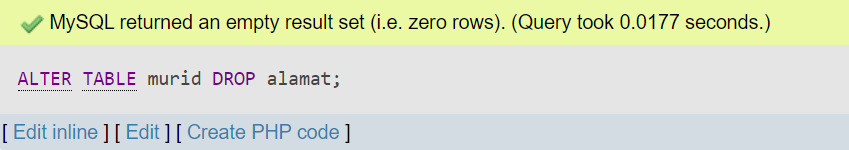 MySQL returned an empty result set (i.e. zero rows). (Query took 0.0177 seconds.)
ALTER TABLE murid DROP alamat;
[ Edit inline ] [ Edit ] [ Create PHP code ]